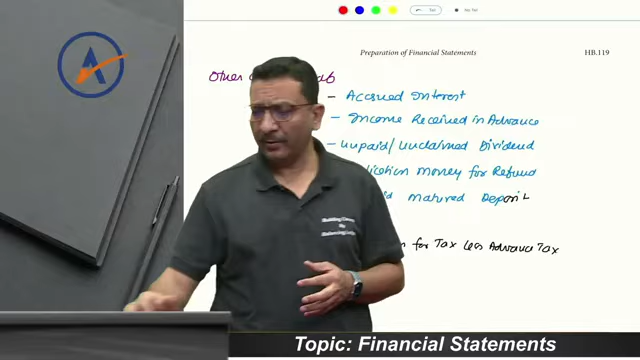 Preparation of Financial Statements HB.119
Other
- Accrued Interest
- Income Received in Advance
- Unpaid/Unclaimed Dividend
Money for Refund
Matured Deposit
for Tax Less Advance Tax
Topic: Financial Statements